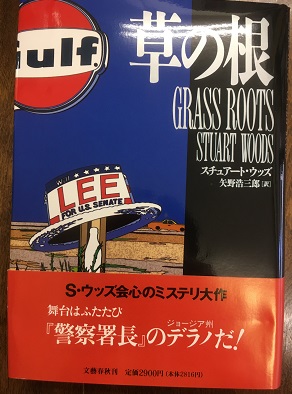 Gulf.
草の根
GRASS ROOTS
STUART WOODS
スチュアート・ウッズ
矢野浩三郎 訳
Will
LEE
FOR U.S. SENATE
S・ウッズ会心のミステリ大作
舞台はふたたび
ジョージア州
『警察署長』のデラノだ!
文藝春秋刊 定価2900円(本体2816円)